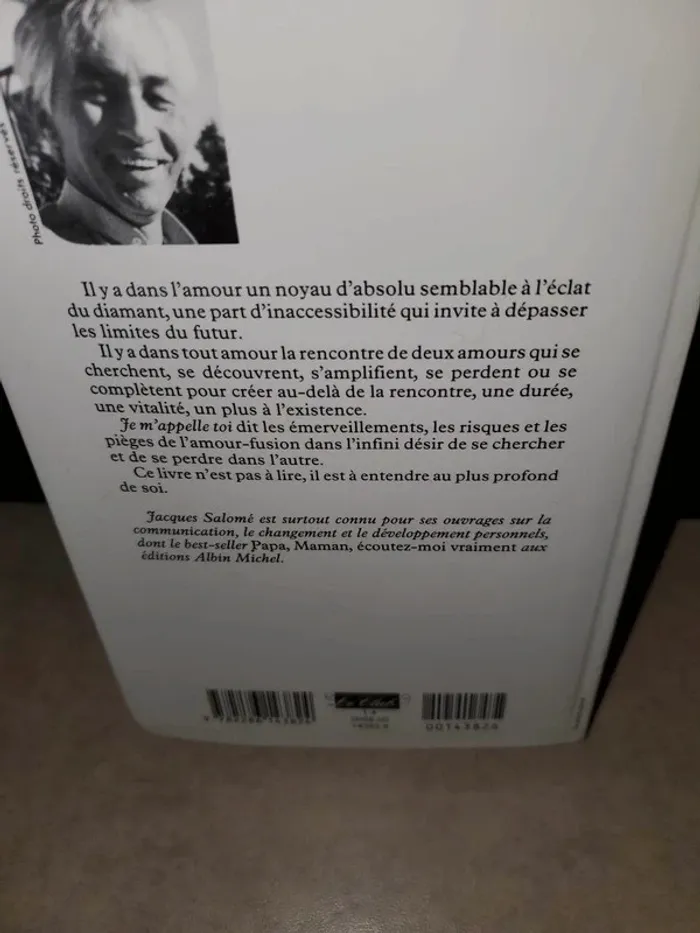 Photo droits réservés
Il y a dans l'amour un noyau d'absolu semblable à l'éclat
du diamant, une part d'inaccessibilité qui invite à dépasser
les limites du futur.
Il y a dans tout amour la rencontre de deux amours qui se
cherchent, se découvrent, s'amplifient, se perdent ou se
complètent pour créer au-delà de la rencontre, une durée,
une vitalité, un plus à l'existence.
Je m'appelle toi dit les émerveillements, les risques et les
pièges de l'amour-fusion dans l'infini désir de se chercher
et de se perdre dans l'autre.
Ce livre n'est pas à lire, il est à entendre au plus profond
de soi.
Jacques Salomé est surtout connu pour ses ouvrages sur la
communication, le changement et le développement personnels,
dont le best-seller Papa, Maman, écoutez-moi vraiment aux
éditions Albin Michel.
Le Club
00143826